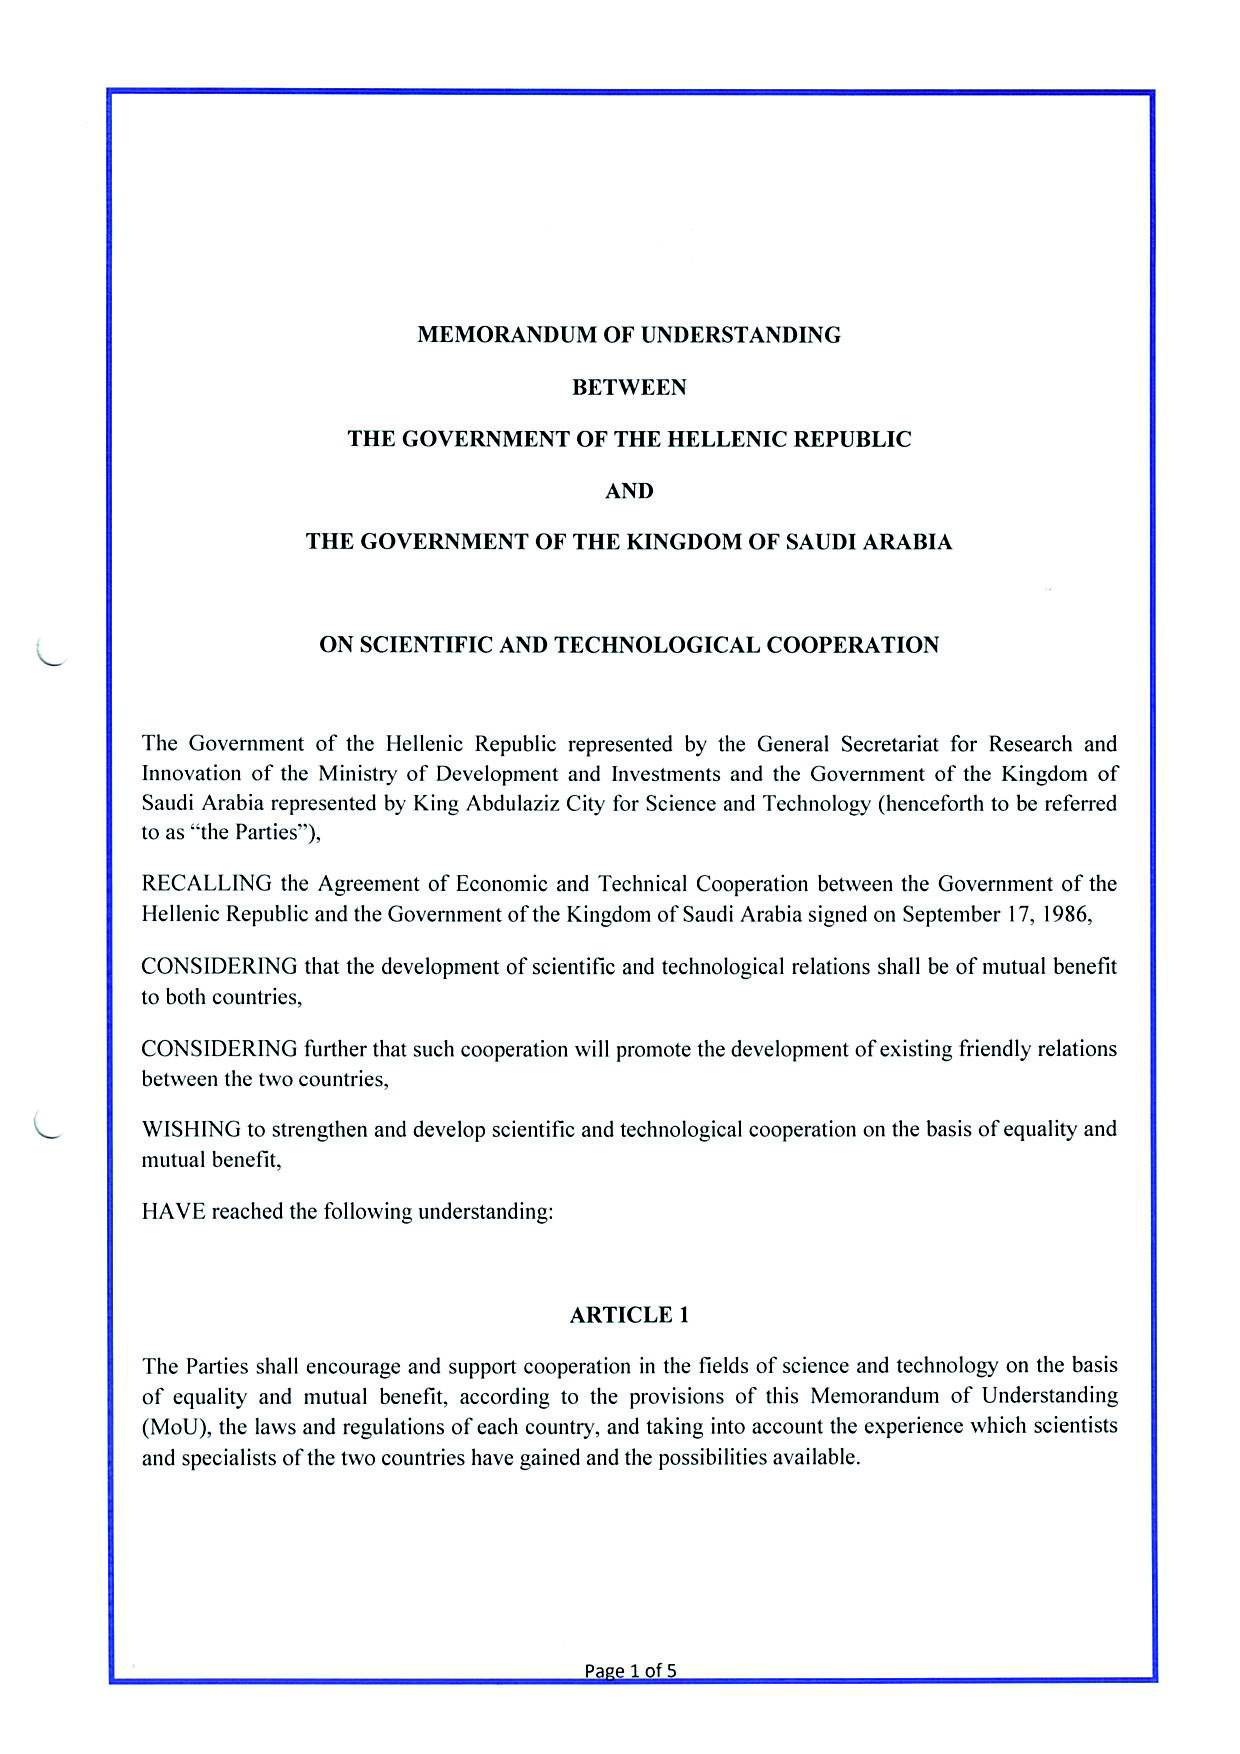 MEMORANDUM OF UNDERSTANDING
BETWEEN
THE GOVERNMENT OF THE HELLENIC REPUBLIC
AND
THE GOVERNMENT OF THE KINGDOM OF SAUDI ARABIA
ON SCIENTIFIC AND TECHNOLOGICAL COOPERATION
The Government of the Hellenic Republic represented by the General Secretariat for Research and
Innovation of the Ministry of Development and Investments and the Government of the Kingdom of
Saudi Arabia represented by King Abdulaziz City for Science and Technology (henceforth to be referred
to as “the Parties”),
RECALLING the Agreement of Economic and Technical Cooperation between the Government of the
Hellenic Republic and the Government of the Kingdom of Saudi Arabia signed on September 17, 1986,
CONSIDERING that the development of scientific and technological relations shall be of mutual benefit
to both countries,
CONSIDERING further that such cooperation will promote the development of existing friendly relations
between the two countries,
WISHING to strengthen and develop scientific and technological cooperation on the basis of equality and
mutual benefit,
HAVE reached the following understanding:
ARTICLE 1
The Parties shall encourage and support cooperation in the fields of science and technology on the basis
of equality and mutual benefit, according to the provisions of this Memorandum of Understanding
(MoU), the laws and regulations of each country, and taking into account the experience which scientists
and specialists of the two countries have gained and the possibilities available.
Page 1 of 5